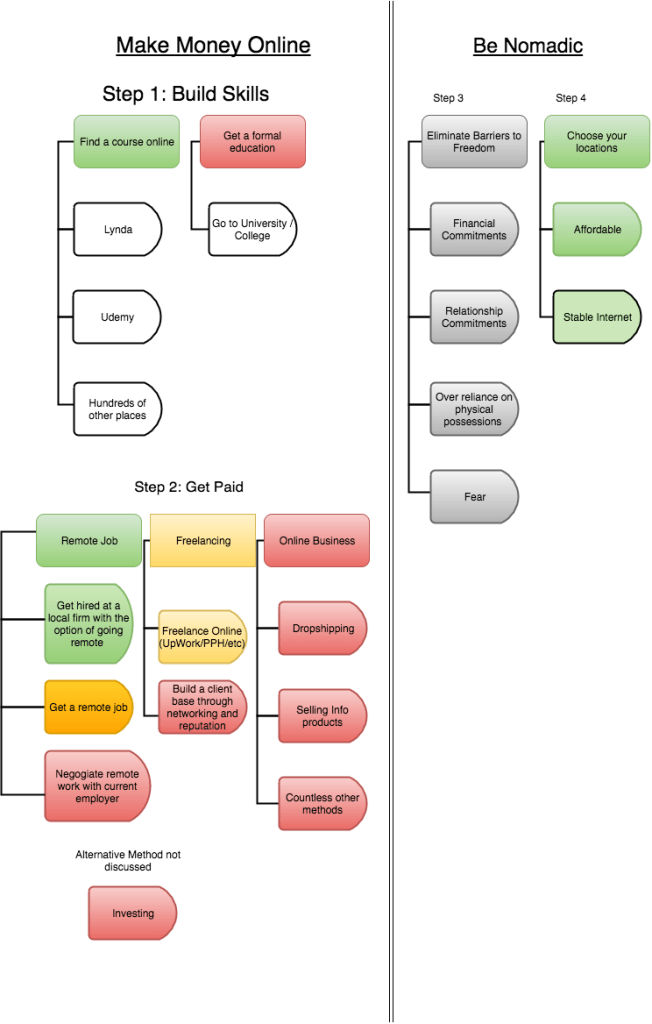 Make Money Online
Step 1: Build Skills
Find a course online
Get a formal
education
Lynda
Go to University /
College
Udemy
Hundreds of
other places
Step 2: Get Paid
Remote Job
Freelancing
Online Business
Get hired at a
local firm with the
option of going
remote
Freelance Online
(UpWork/PPH/etc)
Dropshipping
Get a remote job
Build a client
base through
networking and
reputation
Selling Info
products
Negogiate remote
work with current
employer
Countless other
methods
Alternative Method not
discussed
Investing
Be Nomadic
Step 3
Step 4
Eliminate Barriers to
Freedom
Choose your
locations
Financial
Commitments
Affordable
Relationship
Commitments
Stable Internet
Over reliance on
physical
possessions
Fear